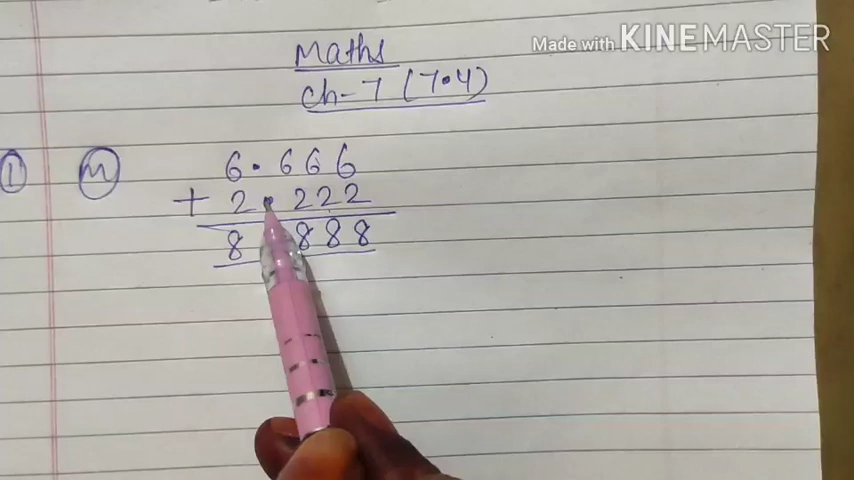 Made with KINEMASTER
Maths
Ch-7 (7.4)
1 M 6.666
+ 2.222
8 888